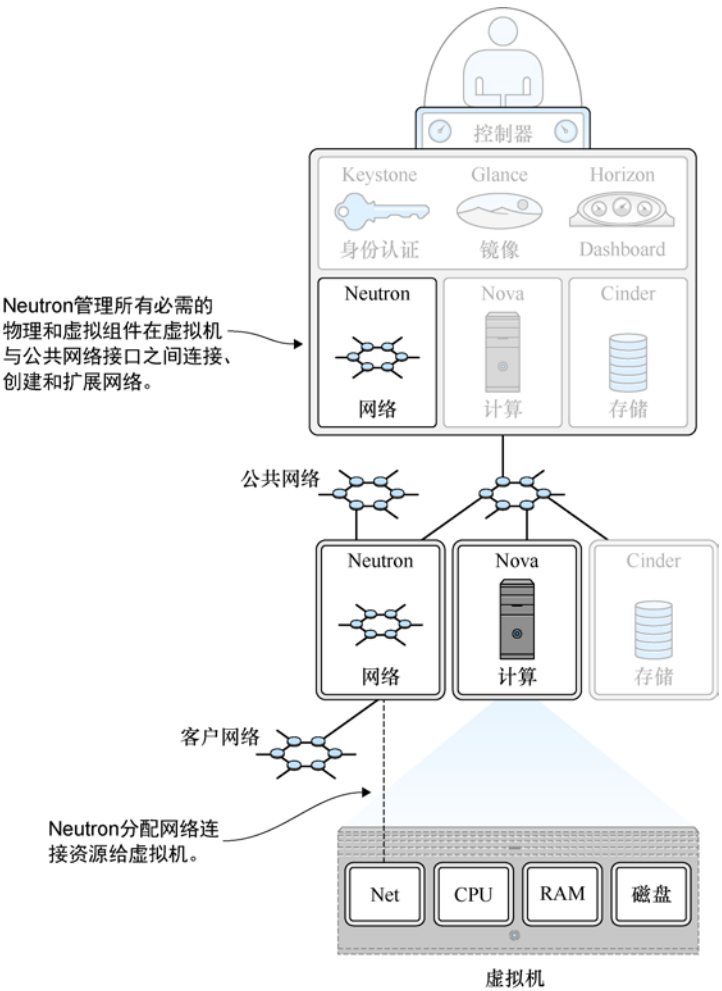 控制器
Keystone
Glance
Horizon
身份认证
镜像
Dashboard
Neutron
Nova
Cinder
网络
计算
存储
Neutron管理所有必需的
物理和虚拟组件在虚拟机
与公共网络接口之间连接、
创建和扩展网络。
公共网络
Neutron
Nova
Cinder
网络
计算
存储
客户网络
Neutron分配网络连
接资源给虚拟机。
Net
CPU
RAM
磁盘
虚拟机